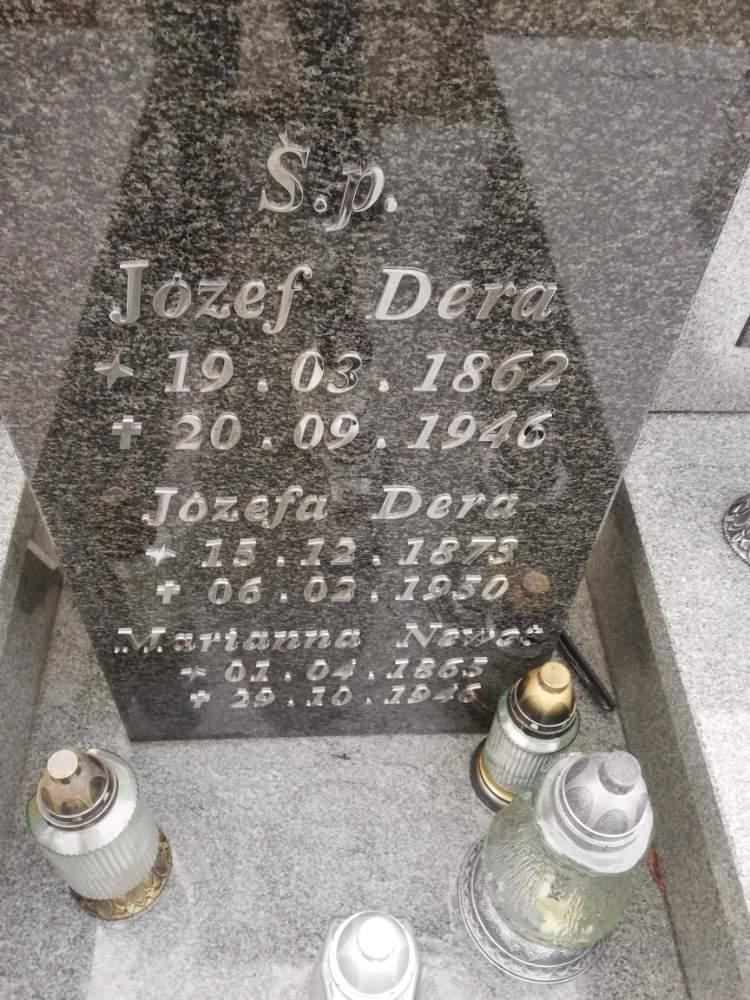 Ś.p.
Józef Dera
19.03.1862
20.09.1946
Józefa Dera
15.12.1873
06.02.1950
Marianna
01.04.1865
29.10.1946